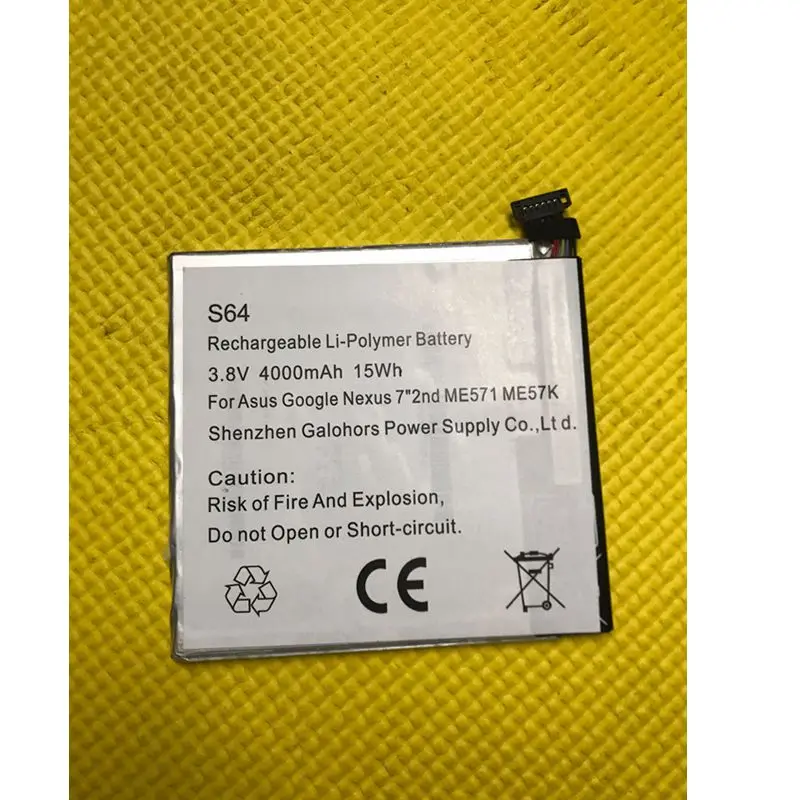 S64
Rechargeable Li-Polymer Battery
3.8V 4000mAh 15Wh
For Asus Google Nexus 7"2nd ME571 ME57K
Shenzhen Galohors Power Supply Co.,Lt d.
Caution:
Risk of Fire And Explosion,
Do not Open or Short-circuit.
CE